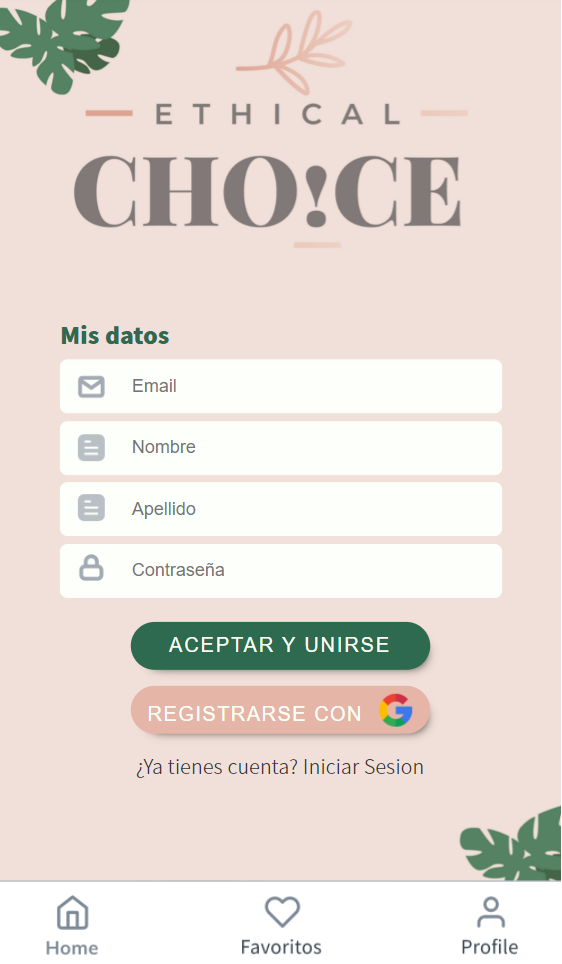 ETHICAL
CHO!CE
Mis datos
Email
Nombre
Apellido
Contraseña
ACEPTAR Y UNIRSE
REGISTRARSE CON
¿Ya tienes cuenta? Iniciar Sesion
Home Favoritos Profile